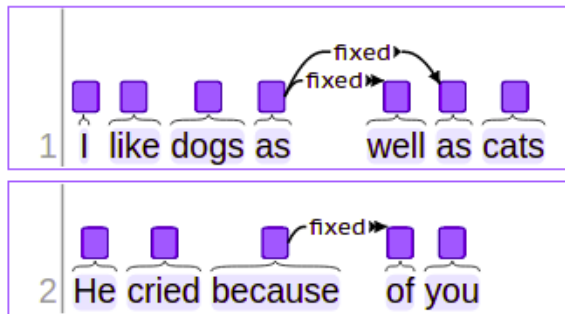 fixed
fixed
1 I like dogs as well as cats
fixed
2 He cried because of you